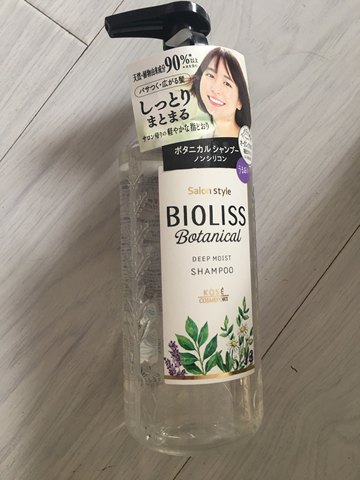 天然・植物由来成分90%*以上
パサつく・広がる髪
しっとり
まとまる
サロン帰りの軽やかな指どおり
ボタニカル シャンプー
ノンシリコン
Salon style
BIOLISS
Botanical
DEEP MOIST
SHAMPOO
KOSÉ
COSMEPORT